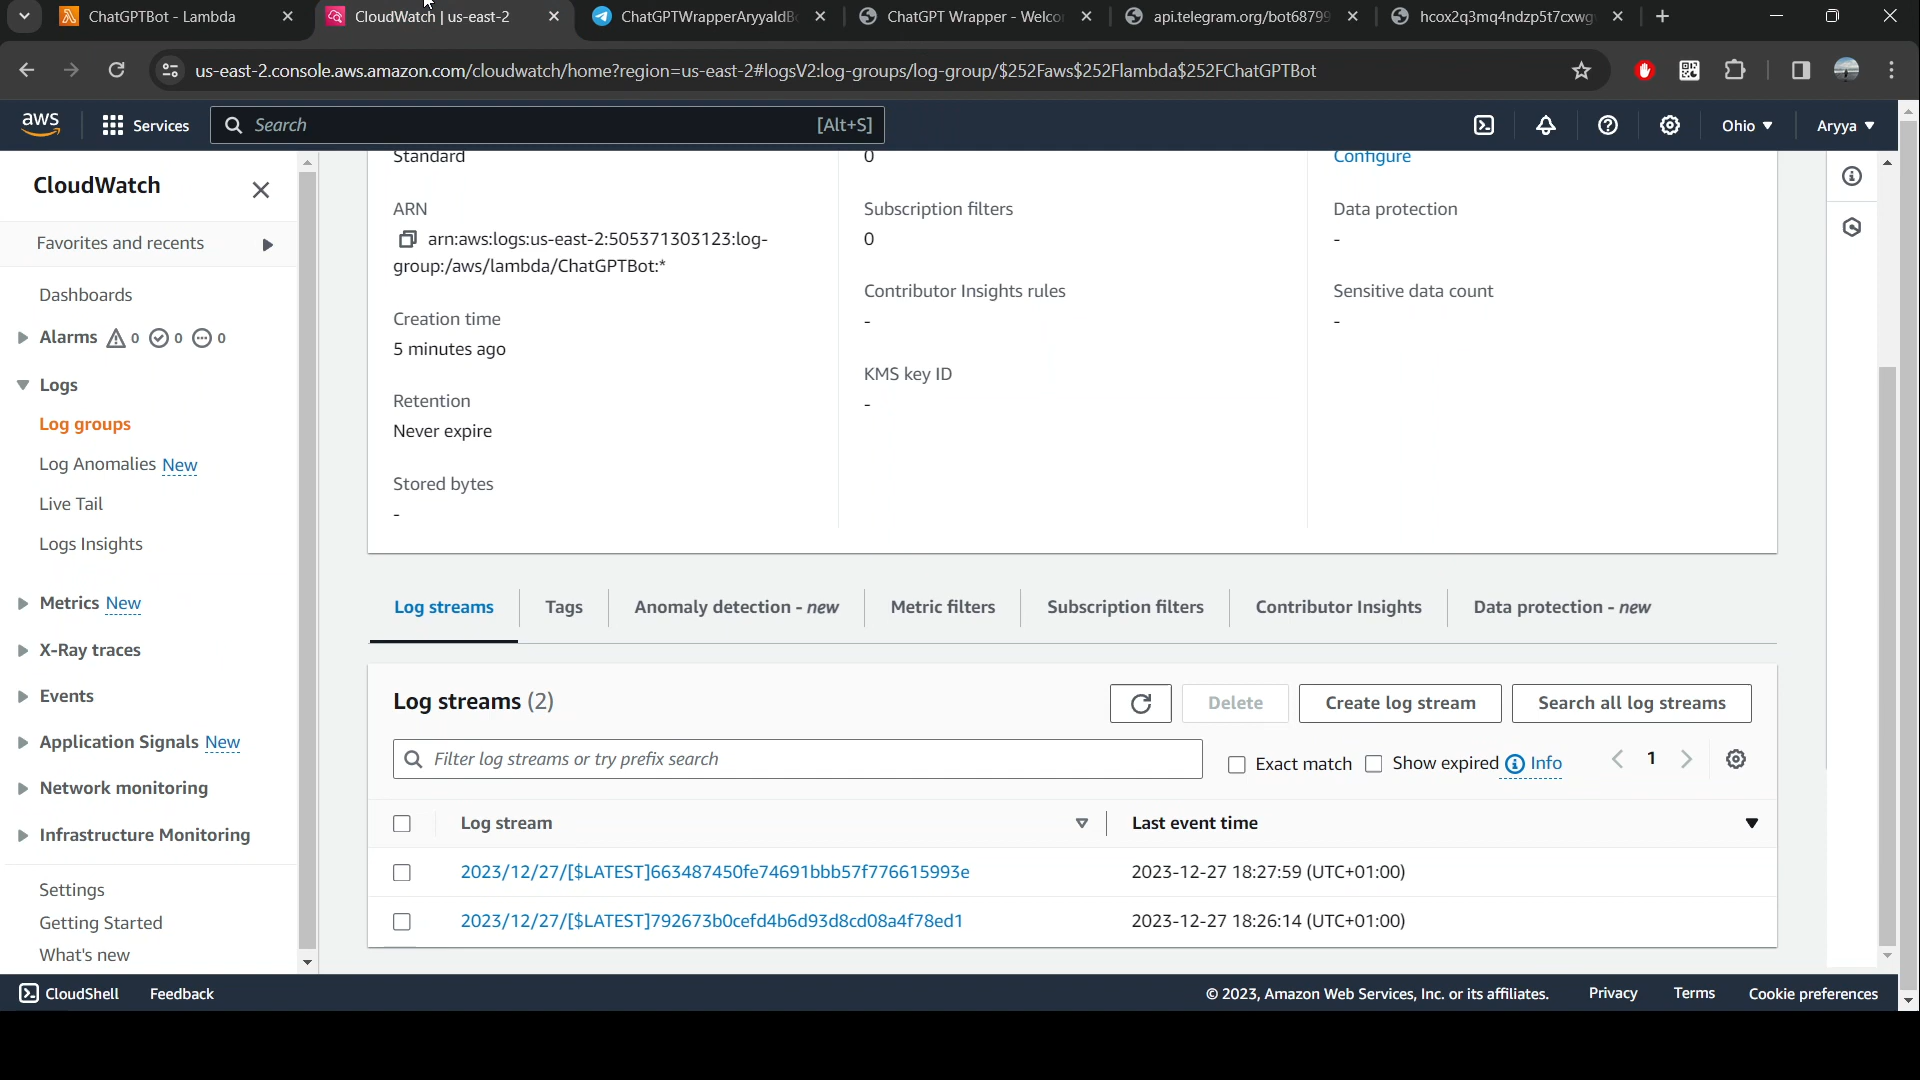 ChatGPTBot - Lambda
CloudWatch | us-east-2
ChatGPTWrapperAryyaldB
ChatGPT Wrapper - Welco
api.telegram.org/bot68799
hcox2q3mq4ndzp5t7cxwg
us-east-2.console.aws.amazon.com/cloudwatch/home?region=us-east-2#logsV2:log-groups/log-group/$252Faws$252Flambda$252FChatGPTBot
aws
Services
Search
[Alt+S]
Ohio ▼
Aryya ▼
CloudWatch
Favorites and recents
Dashboards
Alarms 0 0 0
Logs
Log groups
Log Anomalies New
Live Tail
Logs Insights
Metrics New
X-Ray traces
Events
Application Signals New
Network monitoring
Infrastructure Monitoring
Settings
Getting Started
What's new
Standard
ARN
arn:aws:logs:us-east-2:505371303123:log-
group:/aws/lambda/ChatGPTBot:*
Creation time
5 minutes ago
Retention
Never expire
Stored bytes
-
0
Subscription filters
0
Contributor Insights rules
-
KMS key ID
-
Configure
Data protection
-
Sensitive data count
-
Log streams
Tags
Anomaly detection - new
Metric filters
Subscription filters
Contributor Insights
Data protection - new
Log streams (2)
Delete
Create log stream
Search all log streams
Filter log streams or try prefix search
Exact match
Show expired
Info
1
Log stream
Last event time
2023/12/27/[$LATEST]663487450fe74691bbb57f776615993e
2023-12-27 18:27:59 (UTC+01:00)
2023/12/27/[$LATEST]792673b0cefd4b6d93d8cd08a4f78ed1
2023-12-27 18:26:14 (UTC+01:00)
CloudShell
Feedback
© 2023, Amazon Web Services, Inc. or its affiliates.
Privacy
Terms
Cookie preferences